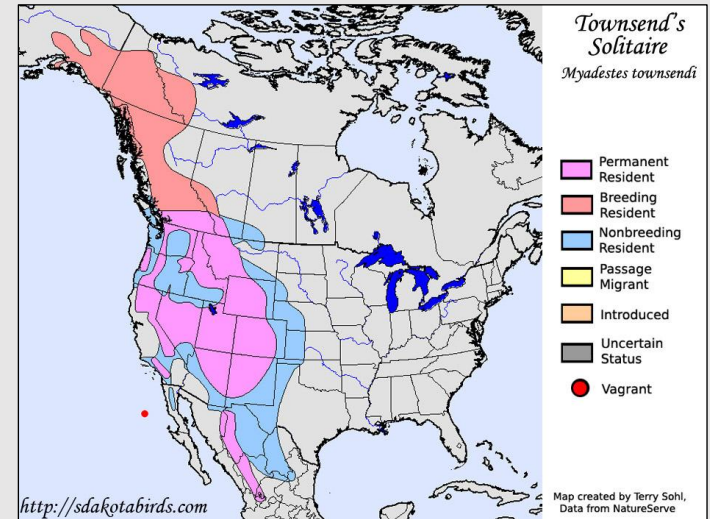 Townsend's
Solitaire
Myadestes townsendi
Permanent
Resident
Breeding
Resident
Nonbreeding
Resident
Passage
Migrant
Introduced
Uncertain
Status
Vagrant
http://sdakotabirds.com
Map created by Terry Sohl,
Data from NatureServe